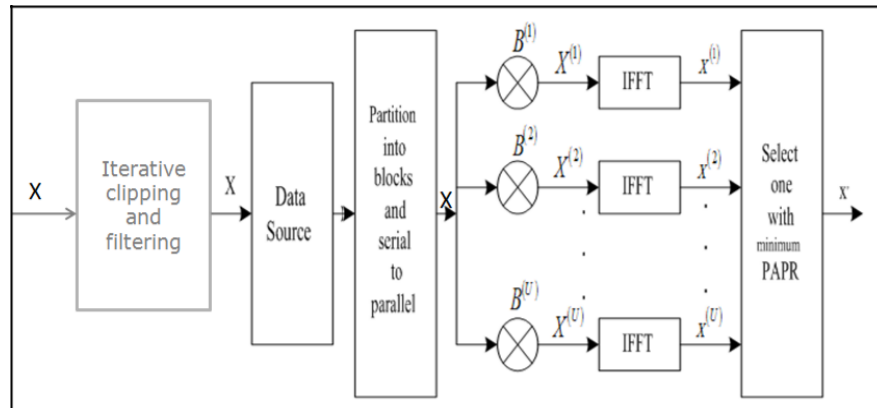 X
Iterative
clipping
and
filtering
X
Data
Source
Partition
into
blocks
and
serial
to
parallel
X
B(1)
X(1)
IFFT
x(1)
B(2)
X(2)
IFFT
x(2)
B(U)
X(U)
IFFT
x(U)
Select
one
with
minimum
PAPR
x